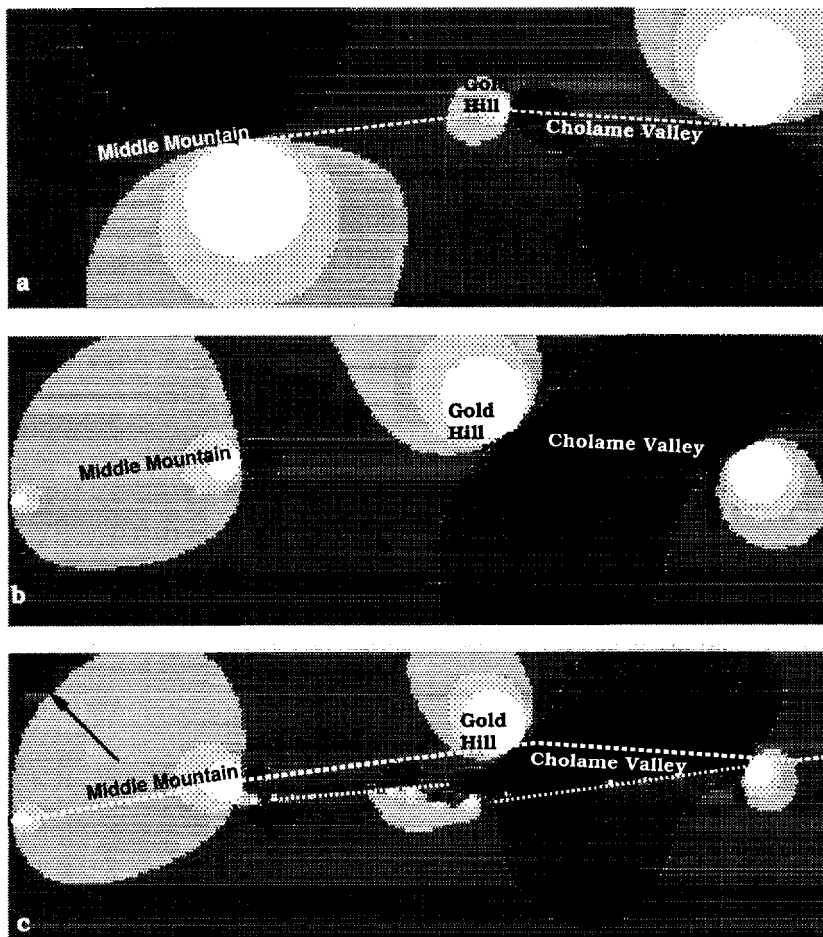 Gold
Hill
Middle Mountain
Cholame Valley
a
Gold
Hill
Middle Mountain
Cholame Valley
b
Gold
Hill
Middle Mountain
Cholame Valley
c